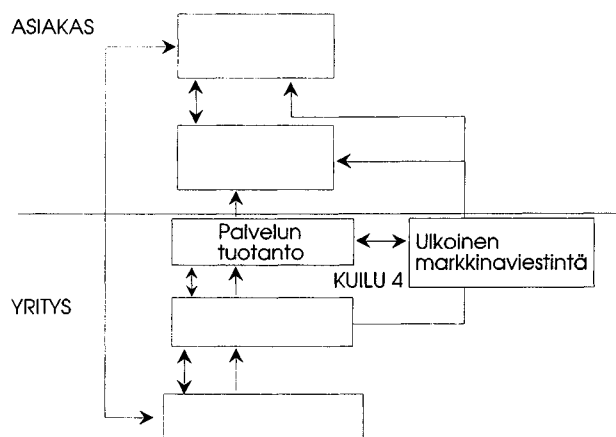 ASIAKAS
Palvelun
tuotanto
Ulkoinen
markkinaviestintä
KUILU 4
YRITYS